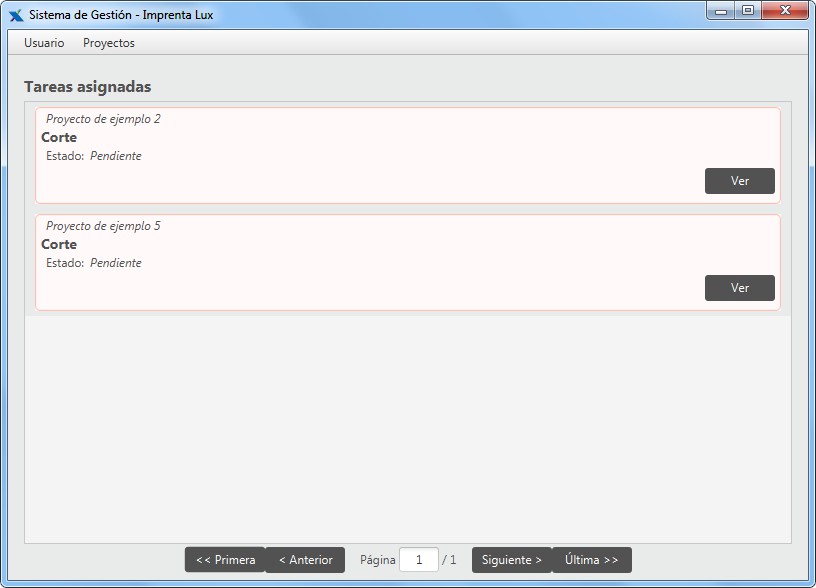 Sistema de Gestión - Imprenta Lux
Usuario Proyectos
Tareas asignadas
Proyecto de ejemplo 2
Corte
Estado: Pendiente
Ver
Proyecto de ejemplo 5
Corte
Estado: Pendiente
Ver
<< Primera < Anterior Página 1 / 1 Siguiente > Última >>